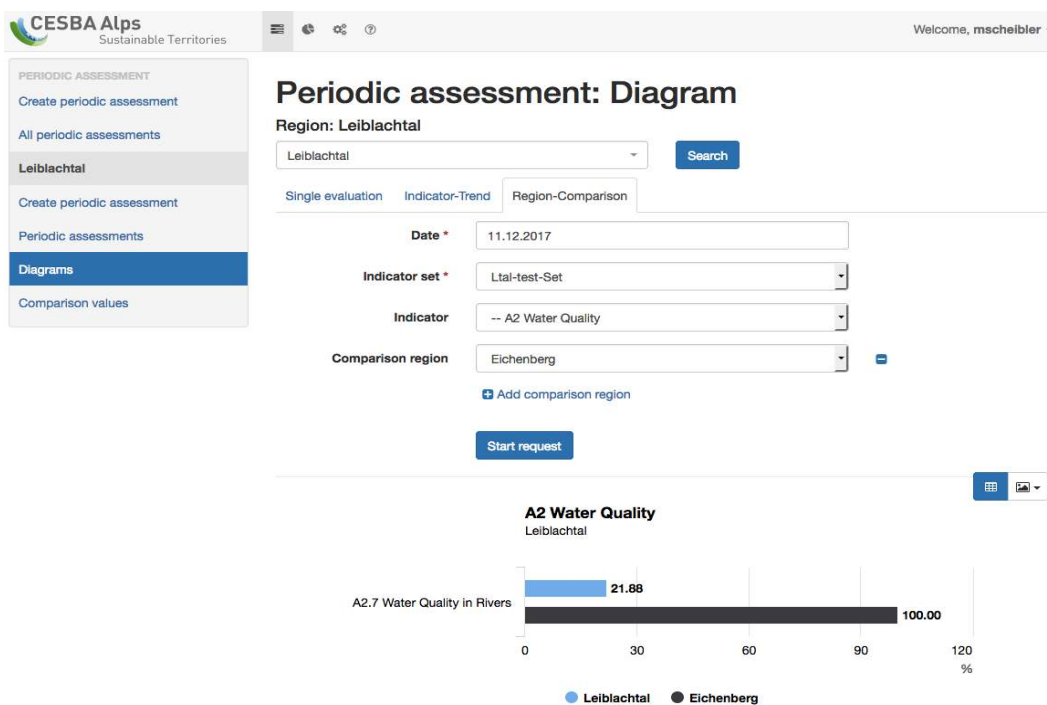 CESBA Alps
Sustainable Territories
Welcome, mscheibler
PERIODIC ASSESSMENT
Create periodic assessment
All periodic assessments
Leiblachtal
Create periodic assessment
Periodic assessments
Diagrams
Comparison values
Periodic assessment: Diagram
Region: Leiblachtal
Leiblachtal
Search
Single evaluation Indicator-Trend Region-Comparison
Date * 11.12.2017
Indicator set * Ltal-test-Set
Indicator -- A2 Water Quality
Comparison region Eichenberg
Add comparison region
Start request
A2 Water Quality
Leiblachtal
21.88
A2.7 Water Quality in Rivers
100.00
0 30 60 90 120
%
Leiblachtal Eichenberg